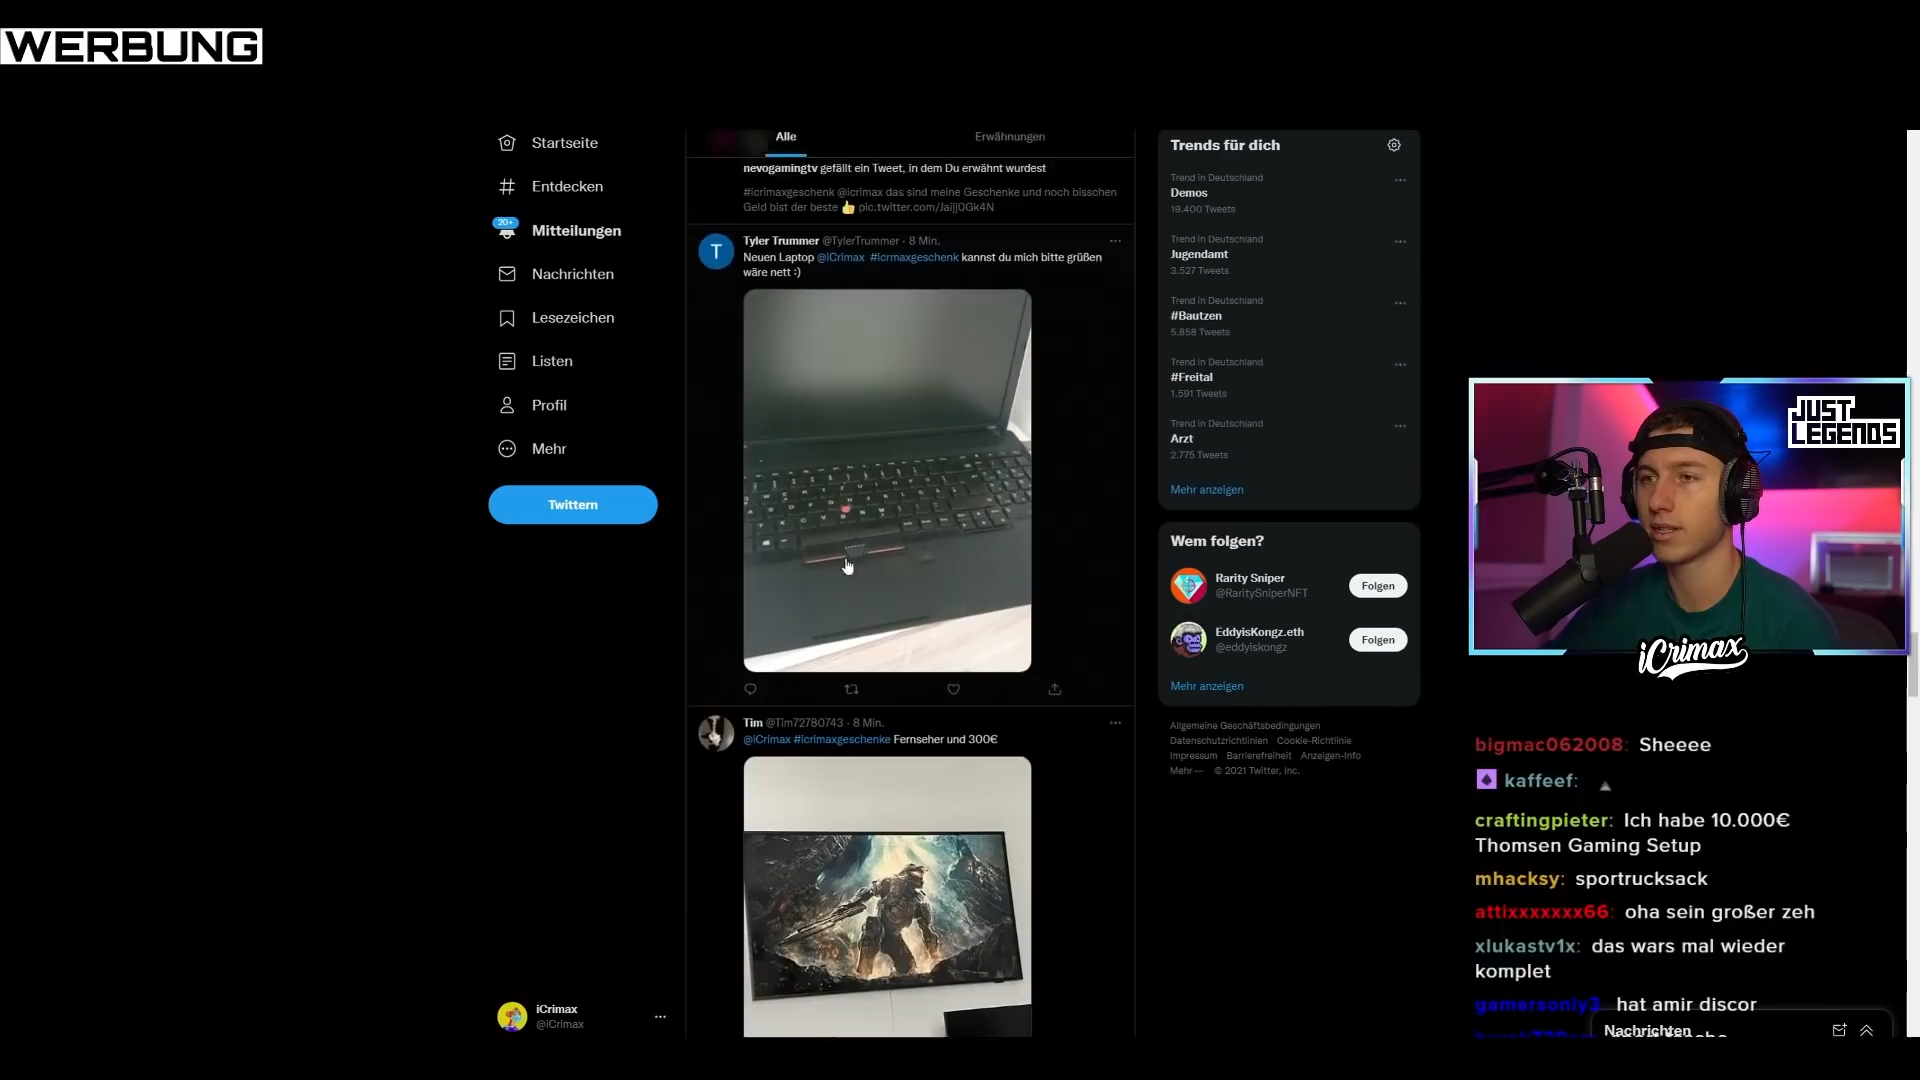 WERBUNG
Startseite
Entdecken
20+
Mitteilungen
Nachrichten
Lesezeichen
Listen
Profil
Mehr
Twittern
iCrimax
@iCrimax
Alle
Erwähnungen
nevogamingtv gefällt ein Tweet, in dem Du erwähnt wurdest
#icrimaxgeschenk @icrimax das sind meine Geschenke und noch bisschen
Geld bist der beste 👍 pic.twitter.com/Jaijj0Gk4N
T
Tyler Trummer @TylerTrummer · 8 Min.
Neuen Laptop @iCrimax #icrmaxgeschenk kannst du mich bitte grüßen
wäre nett :)
Tim @Tim72780743 · 8 Min.
@iCrimax #icrimaxgeschenke Fernseher und 300€
Trends für dich
Trend in Deutschland
Demos
19.400 Tweets
Trend in Deutschland
Jugendamt
3.527 Tweets
Trend in Deutschland
#Bautzen
5.858 Tweets
Trend in Deutschland
#Freital
1.591 Tweets
Trend in Deutschland
Arzt
2.775 Tweets
Mehr anzeigen
Wem folgen?
Rarity Sniper
@RaritySniperNFT
Folgen
EddyisKongz.eth
@eddyiskongz
Folgen
Mehr anzeigen
Allgemeine Geschäftsbedingungen
Datenschutzrichtlinien Cookie-Richtlinie
Impressum Barrierefreiheit Anzeigen-Info
Mehr ··· © 2021 Twitter, Inc.
JUST
LEGENDS
iCrimax
bigmac062008: Sheeee
kaffeef:
craftingpieter: Ich habe 10.000€
Thomsen Gaming Setup
mhacksy: sportrucksack
attixxxxxxx66: oha sein großer zeh
xlukastv1x: das wars mal wieder
komplet
gamersonly3 hat amir discor
Nachrichten